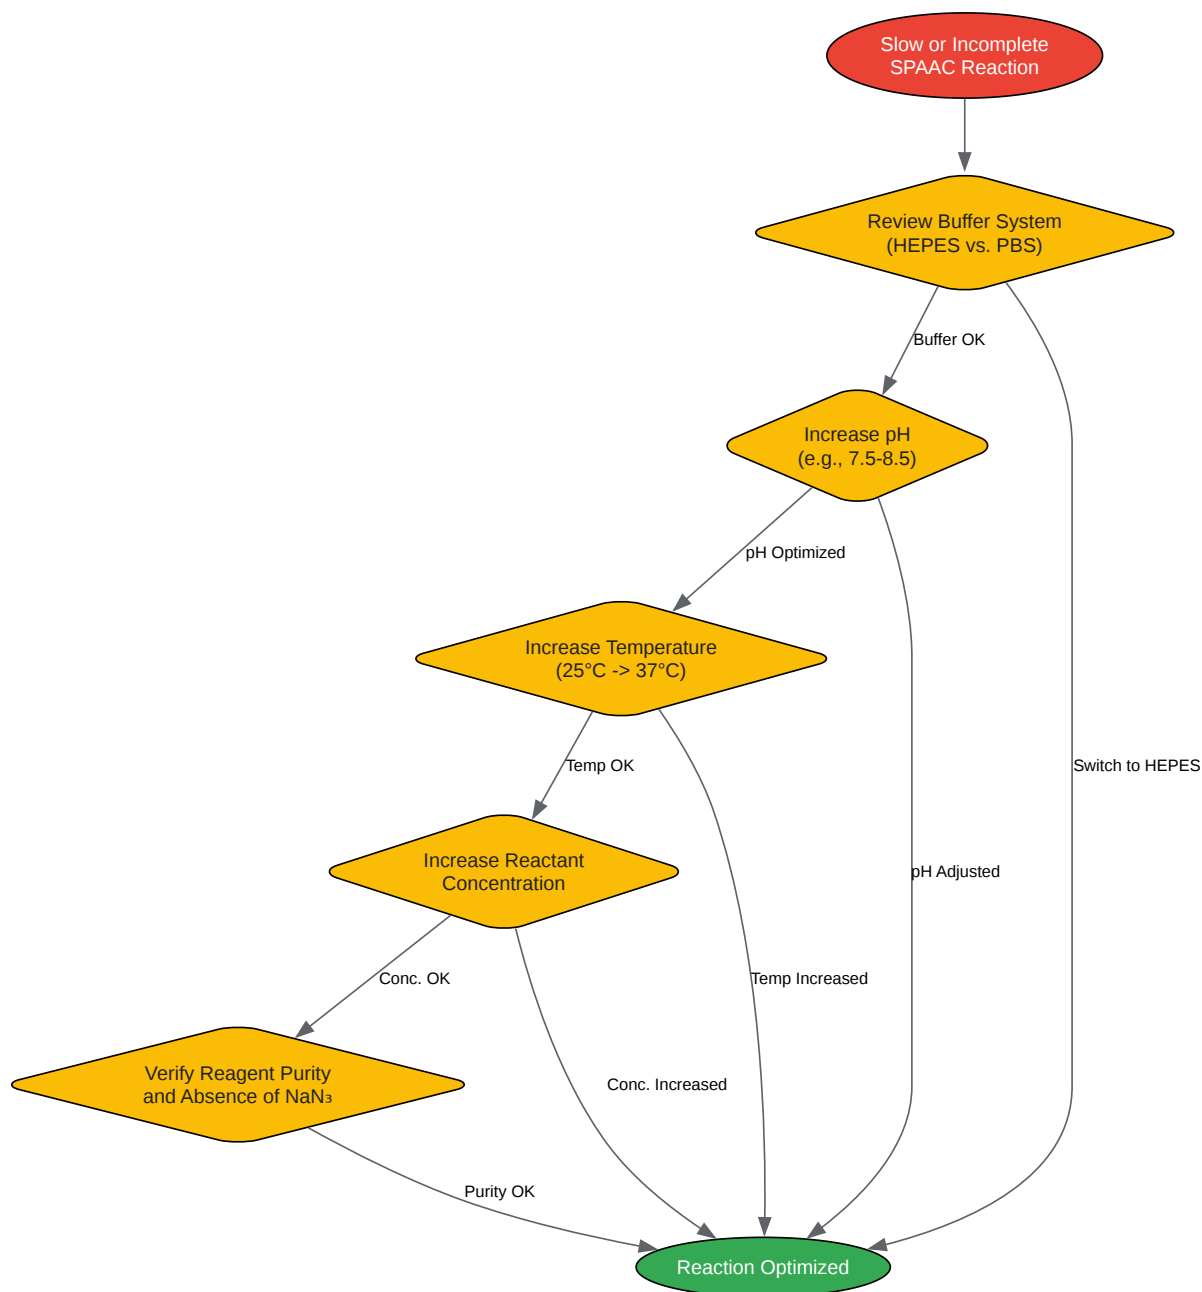 Slow or Incomplete
SPAAC Reaction
Review Buffer System
(HEPES vs. PBS)
Buffer OK
Increase pH
(e.g., 7.5-8.5)
pH Optimized
Increase Temperature
(25°C -> 37°C)
Temp OK
Switch to HEPES
Increase Reactant
Concentration
pH Adjusted
Conc. OK
Temp Increased
Verify Reagent Purity
and Absence of NaN₃
Conc. Increased
Purity OK
Reaction Optimized